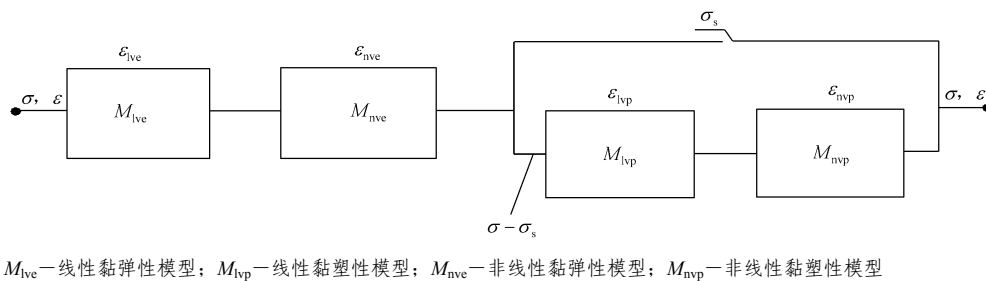 σs
εlve
εnve
σ, ε
Mlve
Mnve
εlvp
εnvp
Mlvp
Mnvp
σ, ε
σ−σs
Mlve—线性黏弹性模型；Mlvp—线性黏塑性模型；Mnve—非线性黏弹性模型；Mnvp—非线性黏塑性模型